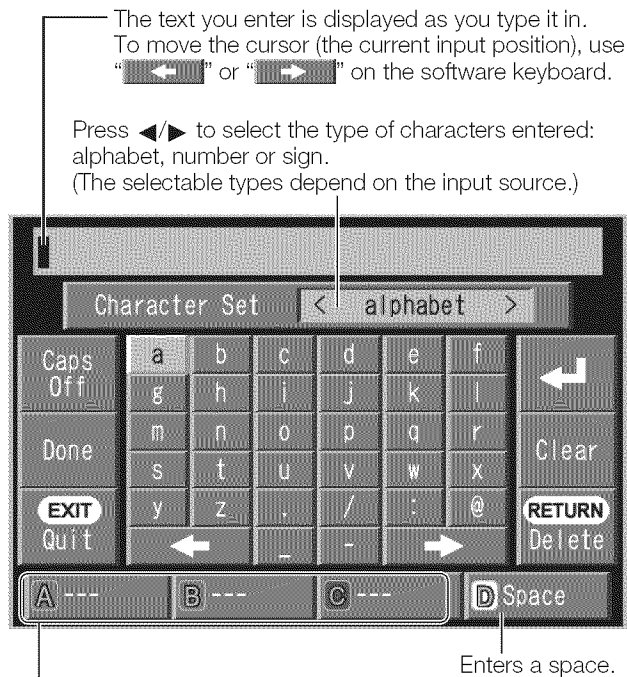 The text you enter is displayed as you type it in.
To move the cursor (the current input position), use
“←” or “→” on the software keyboard.
Press ◀/▶ to select the type of characters entered:
alphabet, number or sign.
(The selectable types depend on the input source.)
Character Set < alphabet >
Caps Off
a b c d e f
g h i j k l
Done
m n o p q r
Clear
s t u v w x
EXIT
Quit
y z . / : @
RETURN
Delete
← _ - →
A --- B --- C --- D Space
Enters a space.